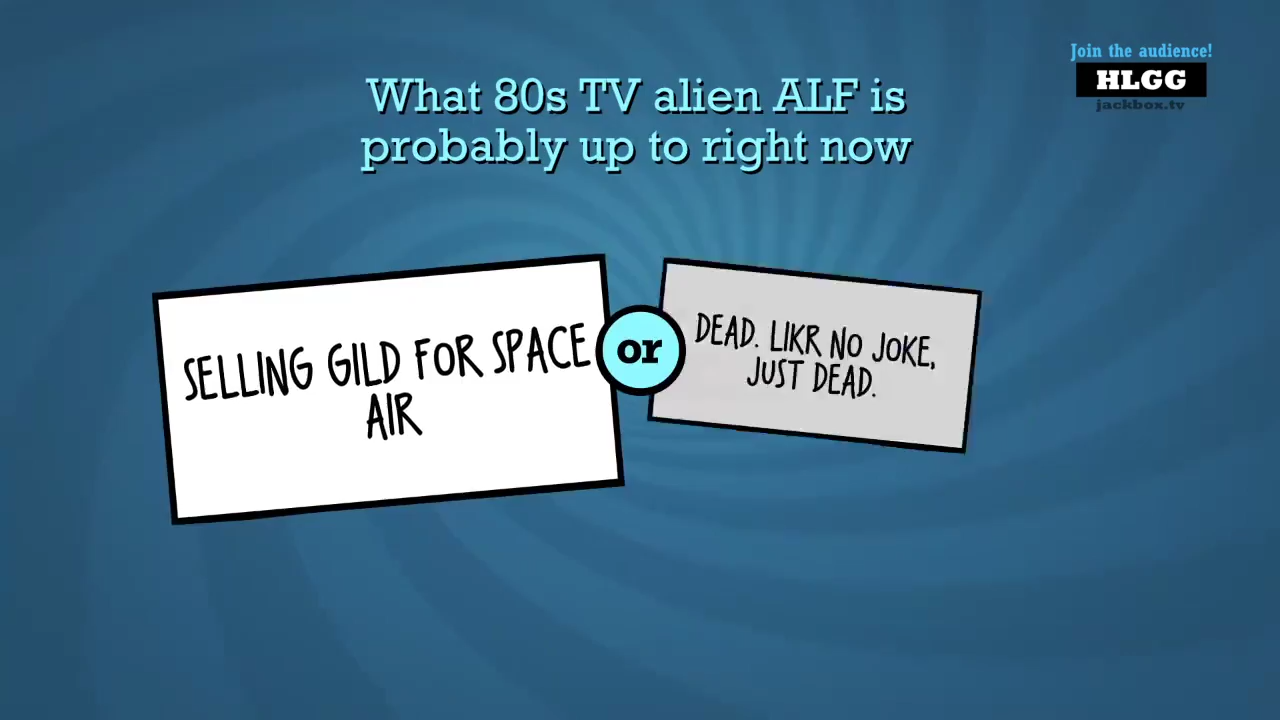 Join the audience!
HLGG
jackbox.tv
What 80s TV alien ALF is
probably up to right now
SELLING GILD FOR SPACE
AIR
or
DEAD. LIKR NO JOKE,
JUST DEAD.